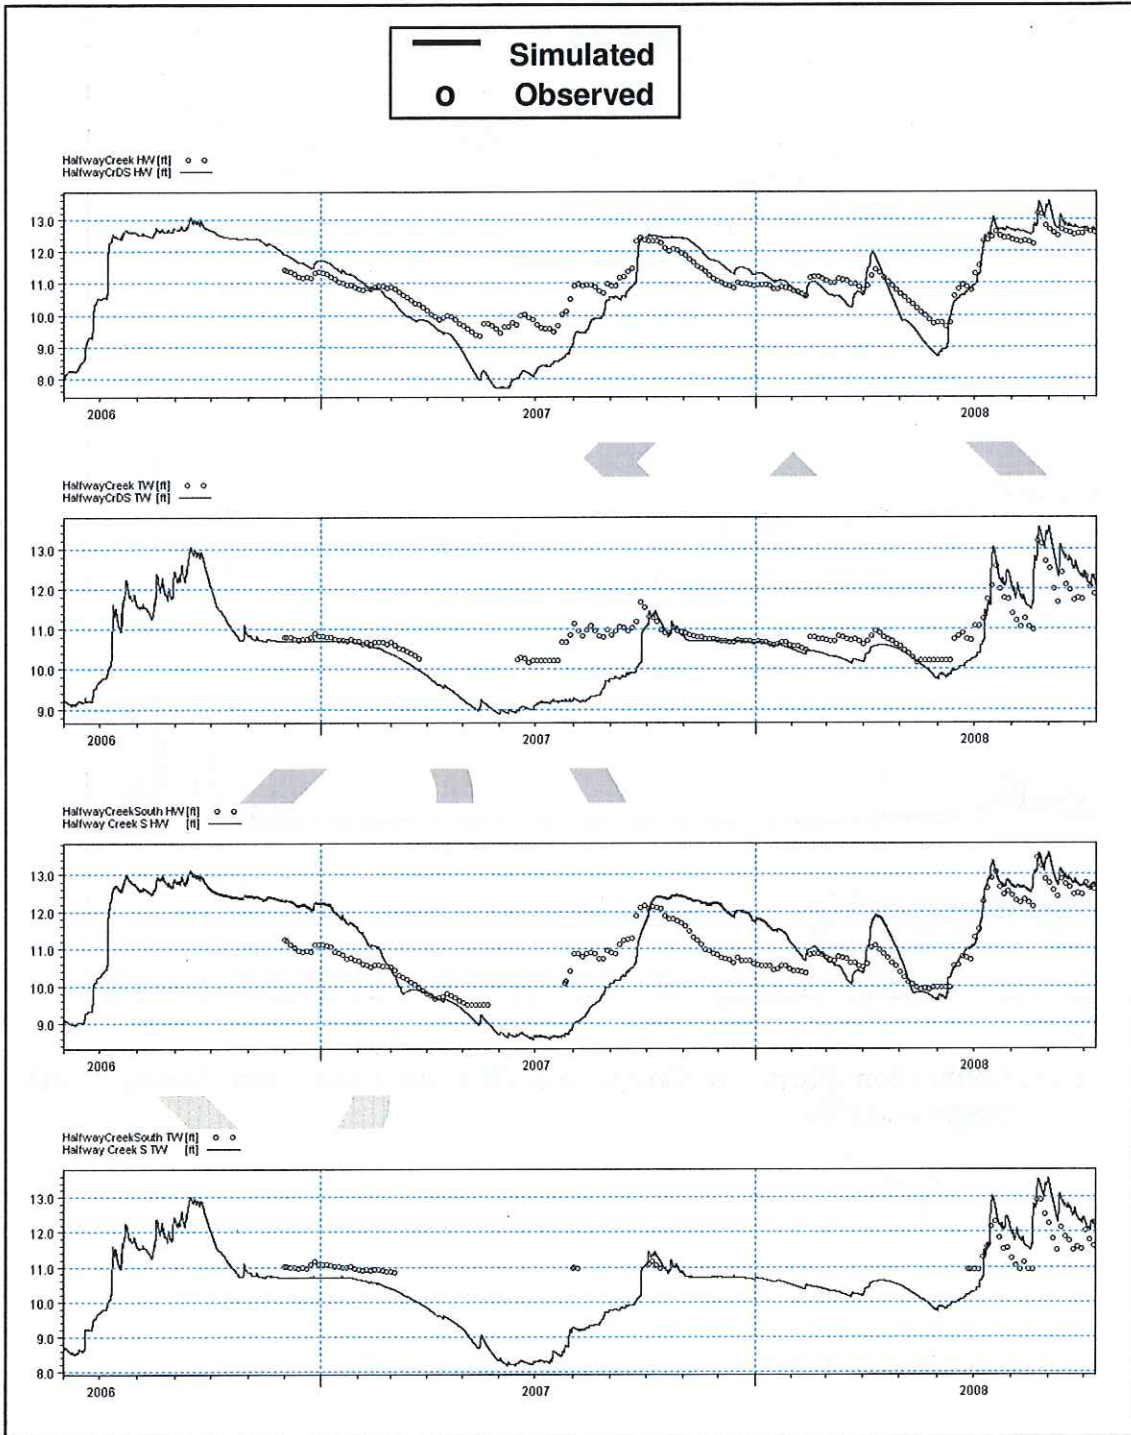 Simulated
o Observed
HalfwayCreek HW [ft]
HalfwayCrDS HW [ft]
13.0
12.0
11.0
10.0
9.0
8.0
2006 2007 2008
HalfwayCreek TW [ft]
HalfwayCrDS TW [ft]
13.0
12.0
11.0
10.0
9.0
2006 2007 2008
HalfwayCreekSouth HW [ft]
Halfway Creek S HW [ft]
13.0
12.0
11.0
10.0
9.0
2006 2007 2008
HalfwayCreekSouth TW [ft]
Halfway Creek S TW [ft]
13.0
12.0
11.0
10.0
9.0
8.0
2006 2007 2008